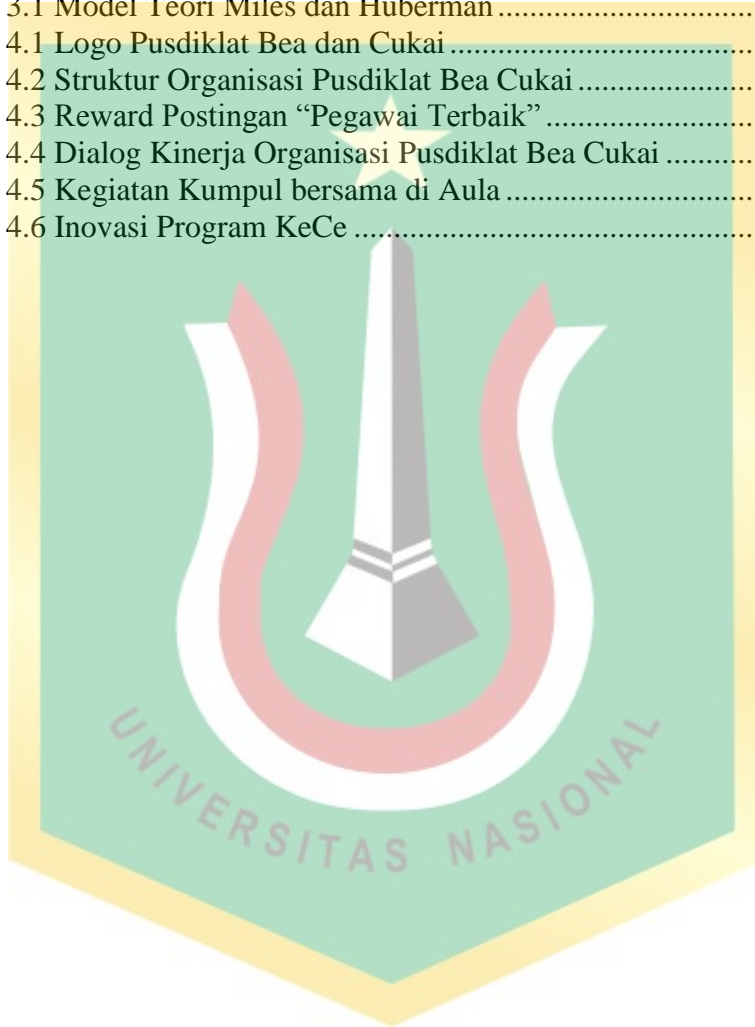 3.1 Model Teori Miles dan Huberman................................
4.1 Logo Pusdiklat Bea dan Cukai......................................
4.2 Struktur Organisasi Pusdiklat Bea Cukai......................
4.3 Reward Postingan “Pegawai Terbaik”..........................
4.4 Dialog Kinerja Organisasi Pusdiklat Bea Cukai...........
4.5 Kegiatan Kumpul bersama di Aula...............................
4.6 Inovasi Program KeCe..................................................
UNIVERSITAS NASIONAL